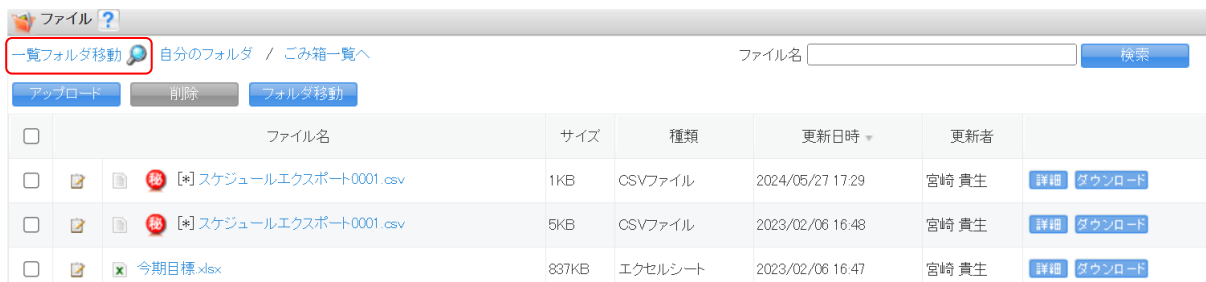 ファイル ?
一覧フォルダ移動 自分のフォルダ / ごみ箱一覧へ ファイル名 検索
アップロード 削除 フォルダ移動
ファイル名 サイズ 種類 更新日時 更新者
秘 [*]スケジュールエクスポート0001.csv 1KB CSVファイル 2024/05/27 17:29 宮崎 貴生 詳細 ダウンロード
秘 [*]スケジュールエクスポート0001.csv 5KB CSVファイル 2023/02/06 16:48 宮崎 貴生 詳細 ダウンロード
今期目標.xlsx 837KB エクセルシート 2023/02/06 16:47 宮崎 貴生 詳細 ダウンロード